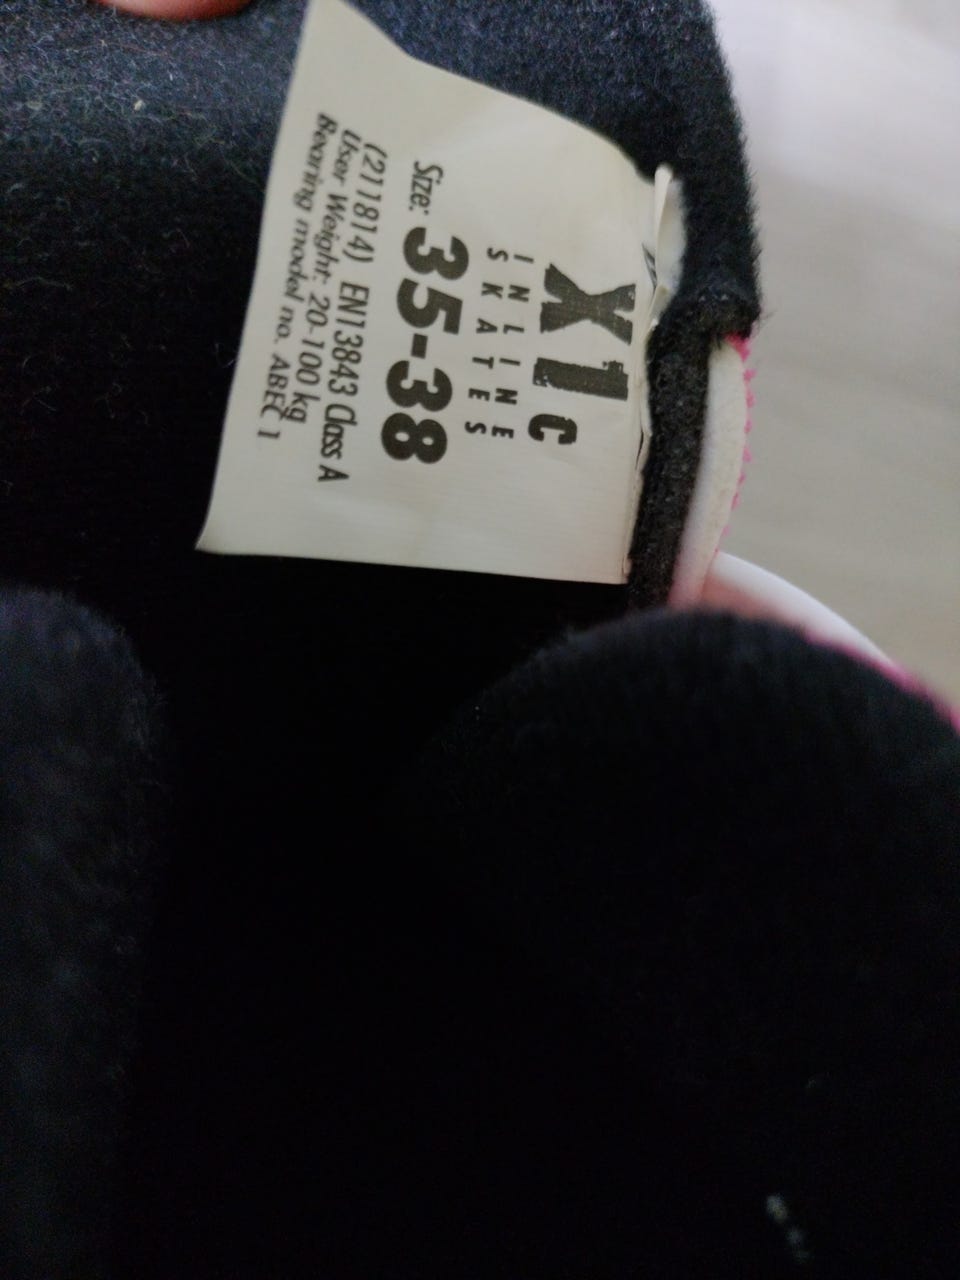 X1C
INLINE
SKATES
Size: 35-38
(211814) EN13843 Class A
User Weight: 20-100 kg
Bearing model no. ABEC 1